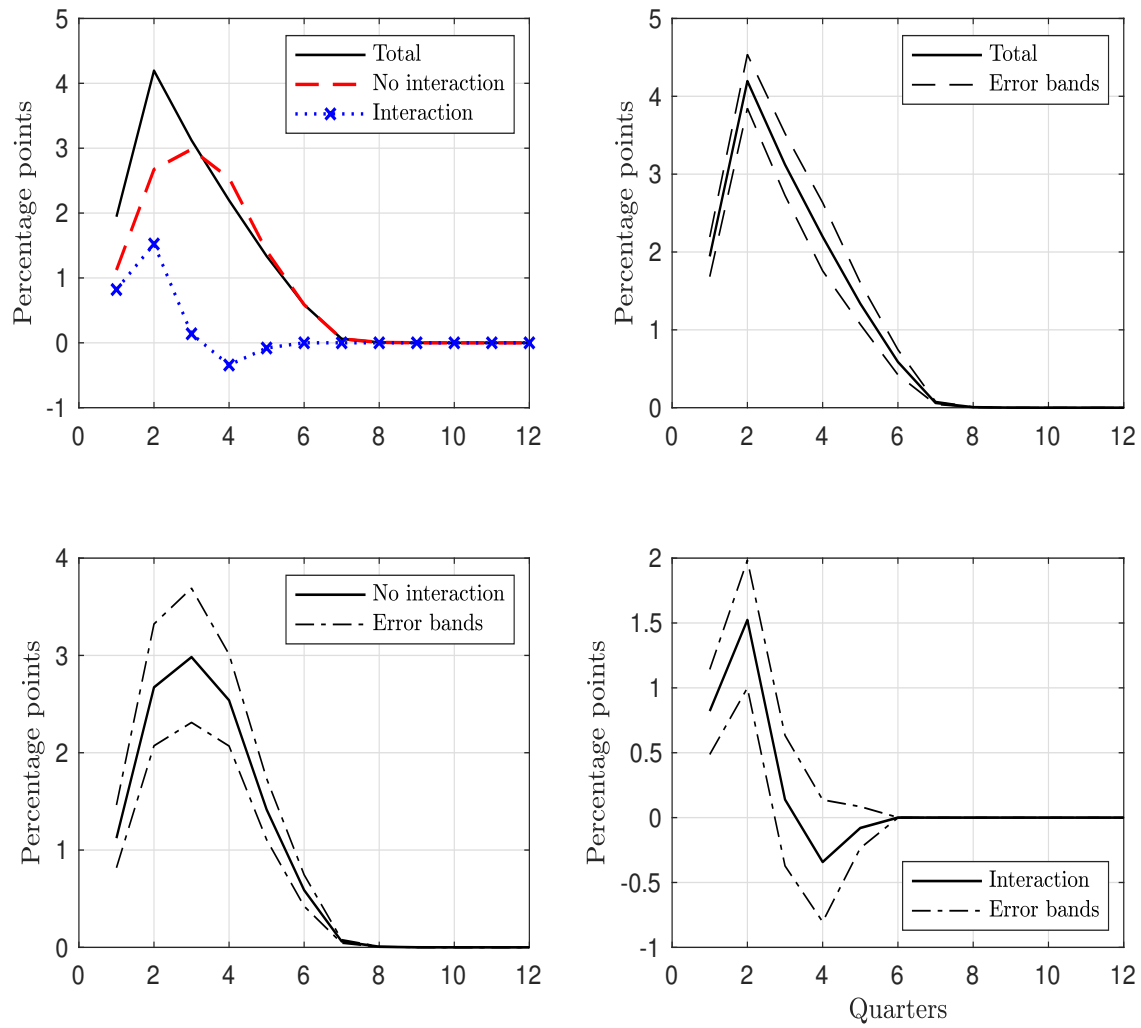 5
4
3
2
1
0
-1
Percentage points
Total
No interaction
Interaction
0 2 4 6 8 10 12
5
4
3
2
1
0
Percentage points
Total
Error bands
0 2 4 6 8 10 12
4
3
2
1
0
Percentage points
No interaction
Error bands
0 2 4 6 8 10 12
2
1.5
1
0.5
0
-0.5
-1
Percentage points
Interaction
Error bands
0 2 4 6 8 10 12
Quarters